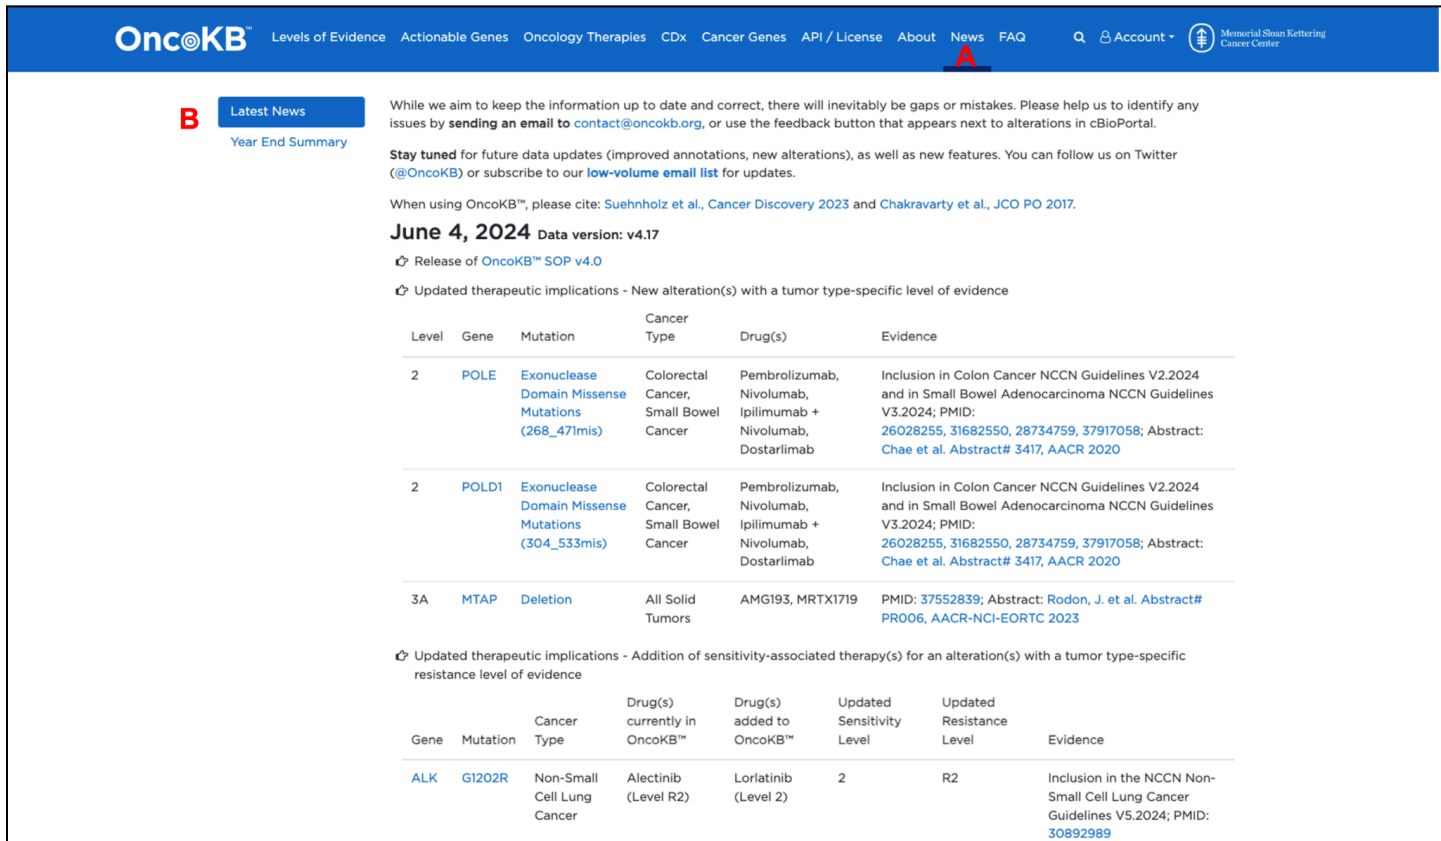 OncoKB™ Levels of Evidence Actionable Genes Oncology Therapies CDx Cancer Genes API / License About News FAQ Account Memorial Sloan Kettering
Cancer Center
A
B
Latest News
Year End Summary
While we aim to keep the information up to date and correct, there will inevitably be gaps or mistakes. Please help us to identify any
issues by sending an email to contact@oncokb.org, or use the feedback button that appears next to alterations in cBioPortal.
Stay tuned for future data updates (improved annotations, new alterations), as well as new features. You can follow us on Twitter
(@OncoKB) or subscribe to our low-volume email list for updates.
When using OncoKB™, please cite: Suehnholz et al., Cancer Discovery 2023 and Chakravarty et al., JCO PO 2017.
June 4, 2024 Data version: v4.17
Release of OncoKB™ SOP v4.0
Updated therapeutic implications - New alteration(s) with a tumor type-specific level of evidence
Cancer
Level Gene Mutation Type Drug(s) Evidence
2 POLE Exonuclease Colorectal Pembrolizumab, Inclusion in Colon Cancer NCCN Guidelines V2.2024
Domain Missense Cancer, Nivolumab, and in Small Bowel Adenocarcinoma NCCN Guidelines
Mutations Small Bowel Ipilimumab + V3.2024; PMID:
(268_471mis) Cancer Nivolumab, 26028255, 31682550, 28734759, 37917058; Abstract:
Dostarlimab Chae et al. Abstract# 3417, AACR 2020
2 POLD1 Exonuclease Colorectal Pembrolizumab, Inclusion in Colon Cancer NCCN Guidelines V2.2024
Domain Missense Cancer, Nivolumab, and in Small Bowel Adenocarcinoma NCCN Guidelines
Mutations Small Bowel Ipilimumab + V3.2024; PMID:
(304_533mis) Cancer Nivolumab, 26028255, 31682550, 28734759, 37917058; Abstract:
Dostarlimab Chae et al. Abstract# 3417, AACR 2020
3A MTAP Deletion All Solid AMG193, MRTX1719 PMID: 37552839; Abstract: Rodon, J. et al. Abstract#
Tumors PR006, AACR-NCI-EORTC 2023
Updated therapeutic implications - Addition of sensitivity-associated therapy(s) for an alteration(s) with a tumor type-specific
resistance level of evidence
Drug(s) Drug(s) Updated Updated
Cancer currently in added to Sensitivity Resistance
Gene Mutation Type OncoKB™ OncoKB™ Level Level Evidence
ALK G1202R Non-Small Alectinib Lorlatinib 2 R2 Inclusion in the NCCN Non-
Cell Lung (Level R2) (Level 2) Small Cell Lung Cancer
Cancer Guidelines V5.2024; PMID:
30892989